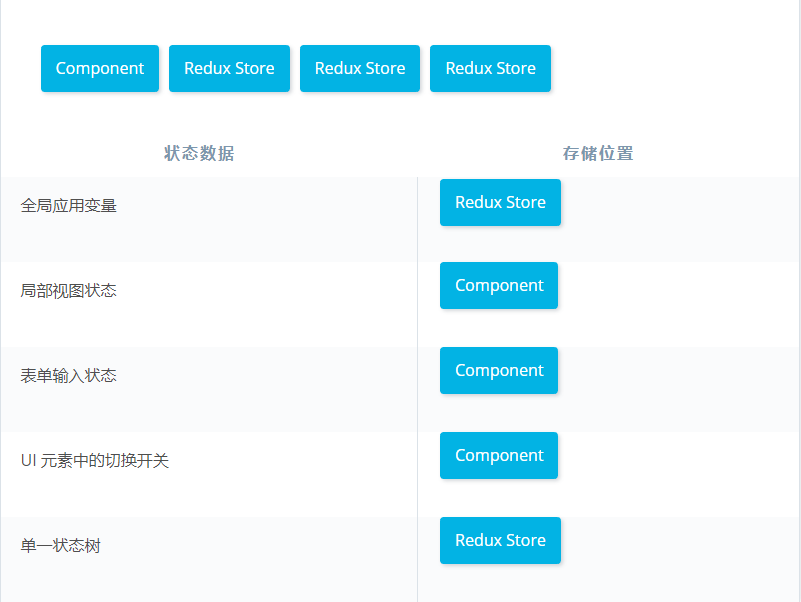 Component Redux Store Redux Store Redux Store
状态数据 存储位置
全局应用变量 Redux Store
局部视图状态 Component
表单输入状态 Component
UI 元素中的切换开关 Component
单一状态树 Redux Store